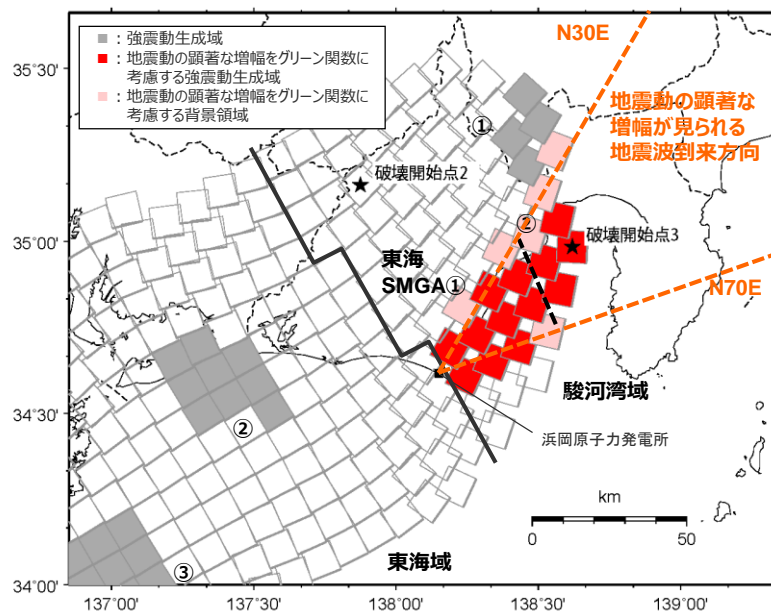 ■：強震動生成域
■：地震動の顕著な増幅をグリーン関数に
考慮する強震動生成域
■：地震動の顕著な増幅をグリーン関数に
考慮する背景領域
N30E
地震動の顕著な
増幅が見られる
地震波到来方向
①
★ 破壊開始点2
②
★ 破壊開始点3
東海
SMGA①
N70E
駿河湾域
浜岡原子力発電所
②
km
0 50
東海域
③
35°30'
35°00'
34°30'
34°00'
137°00' 137°30' 138°00' 138°30' 139°00'